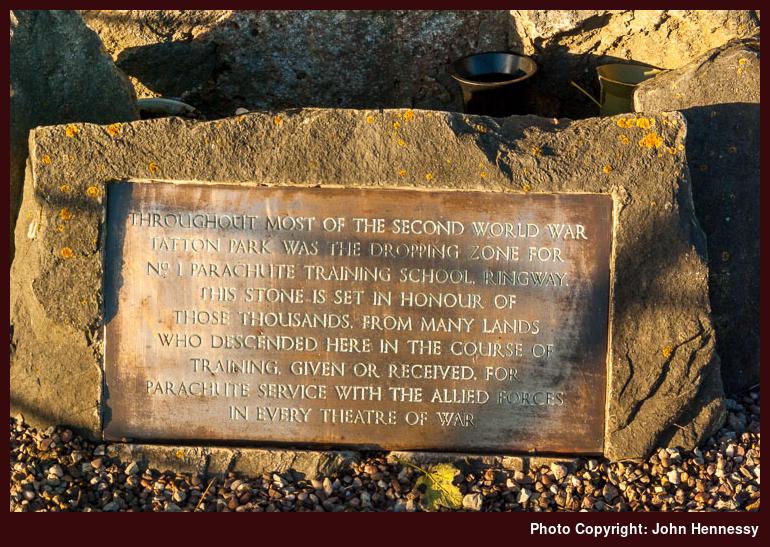 THROUGHOUT MOST OF THE SECOND WORLD WAR
TATTON PARK WAS THE DROPPING ZONE FOR
Nº 1 PARACHUTE TRAINING SCHOOL, RINGWAY.
THIS STONE IS SET IN HONOUR OF
THOSE THOUSANDS, FROM MANY LANDS
WHO DESCENDED HERE IN THE COURSE OF
TRAINING, GIVEN OR RECEIVED, FOR
PARACHUTE SERVICE WITH THE ALLIED FORCES
IN EVERY THEATRE OF WAR
Photo Copyright: John Hennessy